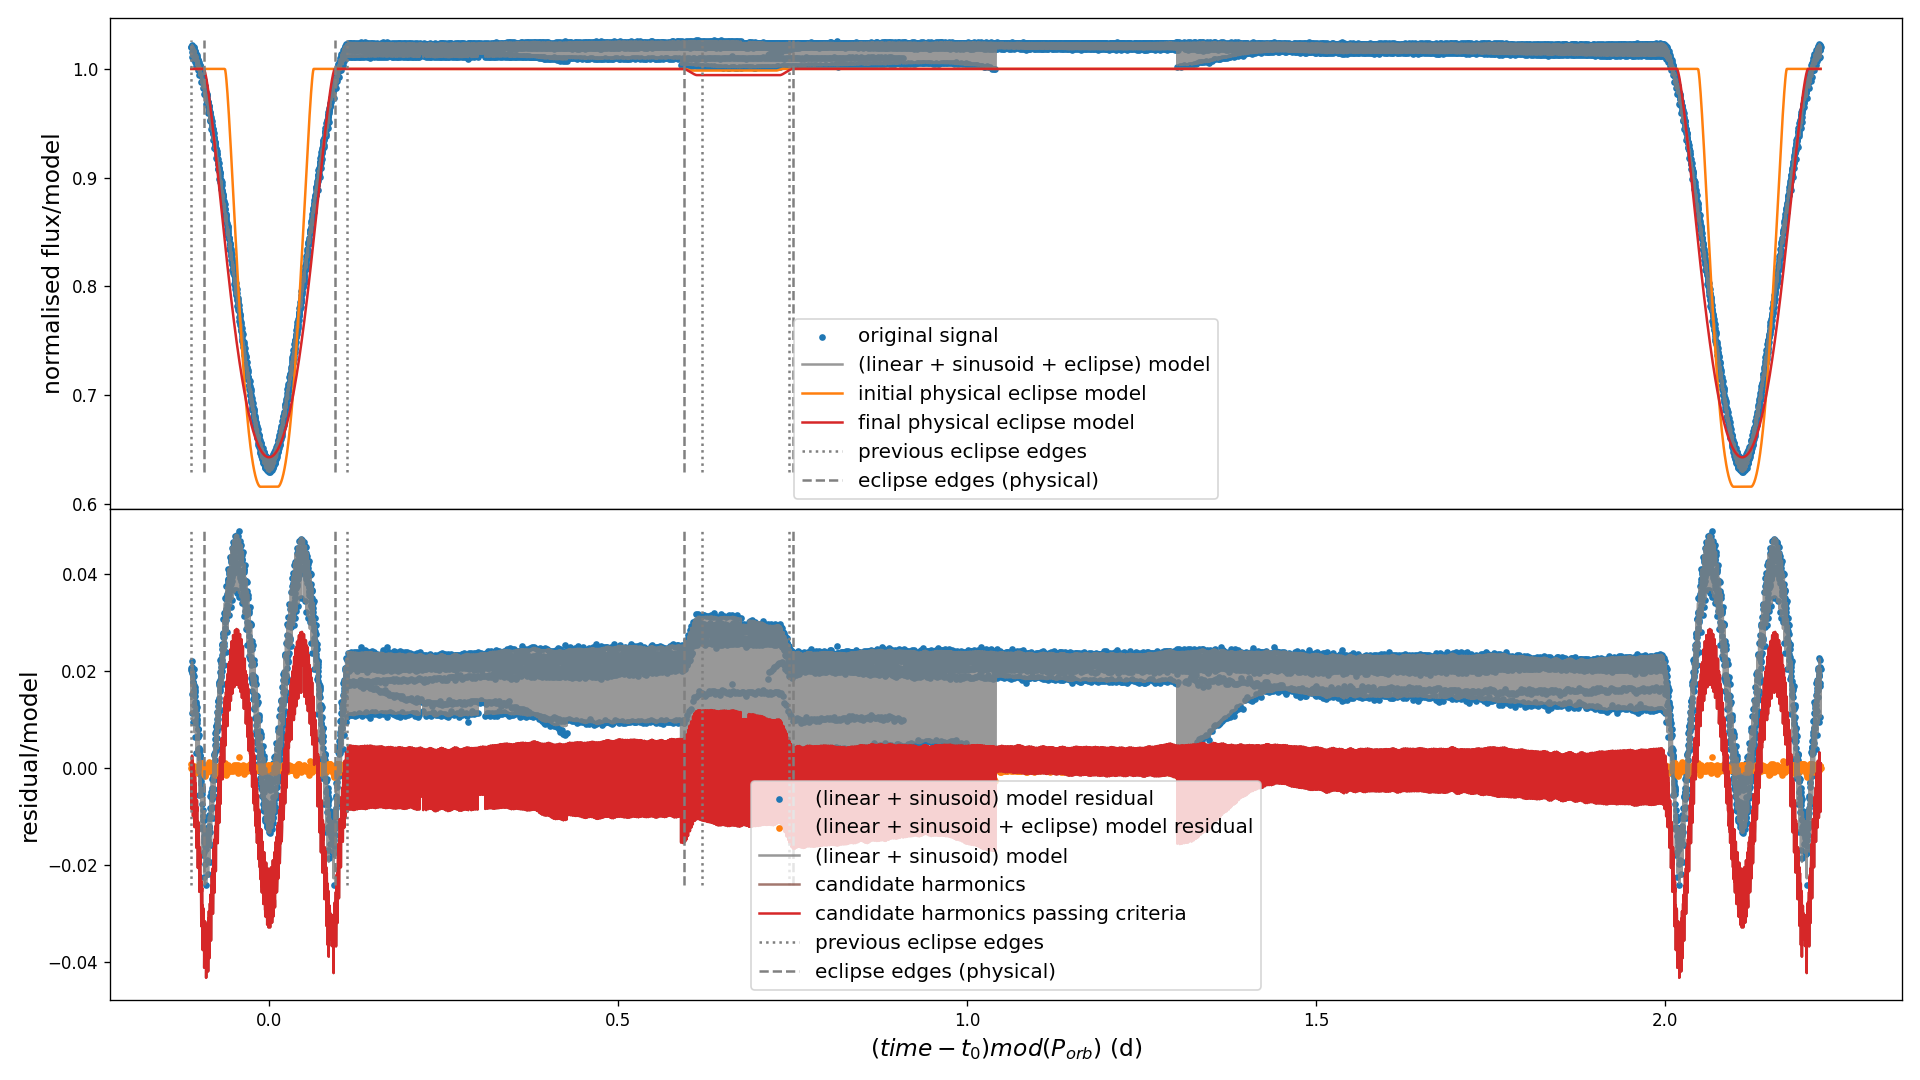 normalised flux/model
1.0
0.9
0.8
0.7
0.6
original signal
(linear + sinusoid + eclipse) model
initial physical eclipse model
final physical eclipse model
previous eclipse edges
eclipse edges (physical)
residual/model
0.04
0.02
0.00
−0.02
−0.04
(linear + sinusoid) model residual
(linear + sinusoid + eclipse) model residual
(linear + sinusoid) model
candidate harmonics
candidate harmonics passing criteria
previous eclipse edges
eclipse edges (physical)
0.0 0.5 1.0 1.5 2.0
(time − t₀)mod(Pₒᵣb) (d)